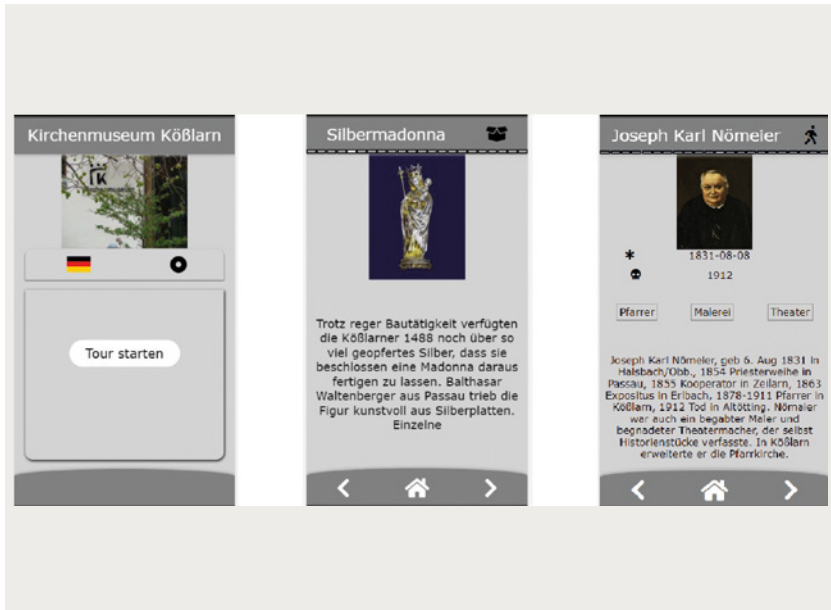 Kirchenmuseum Kößlarn
TK
Tour starten
Silbermadonna
Trotz reger Bautätigkeit verfügten
die Kößlarner 1488 noch über so
viel geopfertes Silber, dass sie
beschlossen eine Madonna daraus
fertigen zu lassen. Balthasar
Waltenberger aus Passau trieb die
Figur kunstvoll aus Silberplatten.
Einzelne
Joseph Karl Nömeier
1831-08-08
1912
Pfarrer
Malerei
Theater
Joseph Karl Nömeier, geb 6. Aug 1831 in
Halsbach/Obb., 1854 Priesterweihe in
Passau, 1855 Kooperator in Zeilarn, 1863
Expositus in Erlbach, 1878-1911 Pfarrer in
Kößlarn, 1912 Tod in Altötting. Nömaier
war auch ein begabter Maler und
begnadeter Theatermacher, der selbst
Historienstücke verfasste. In Kößlarn
erweiterte er die Pfarrkirche.